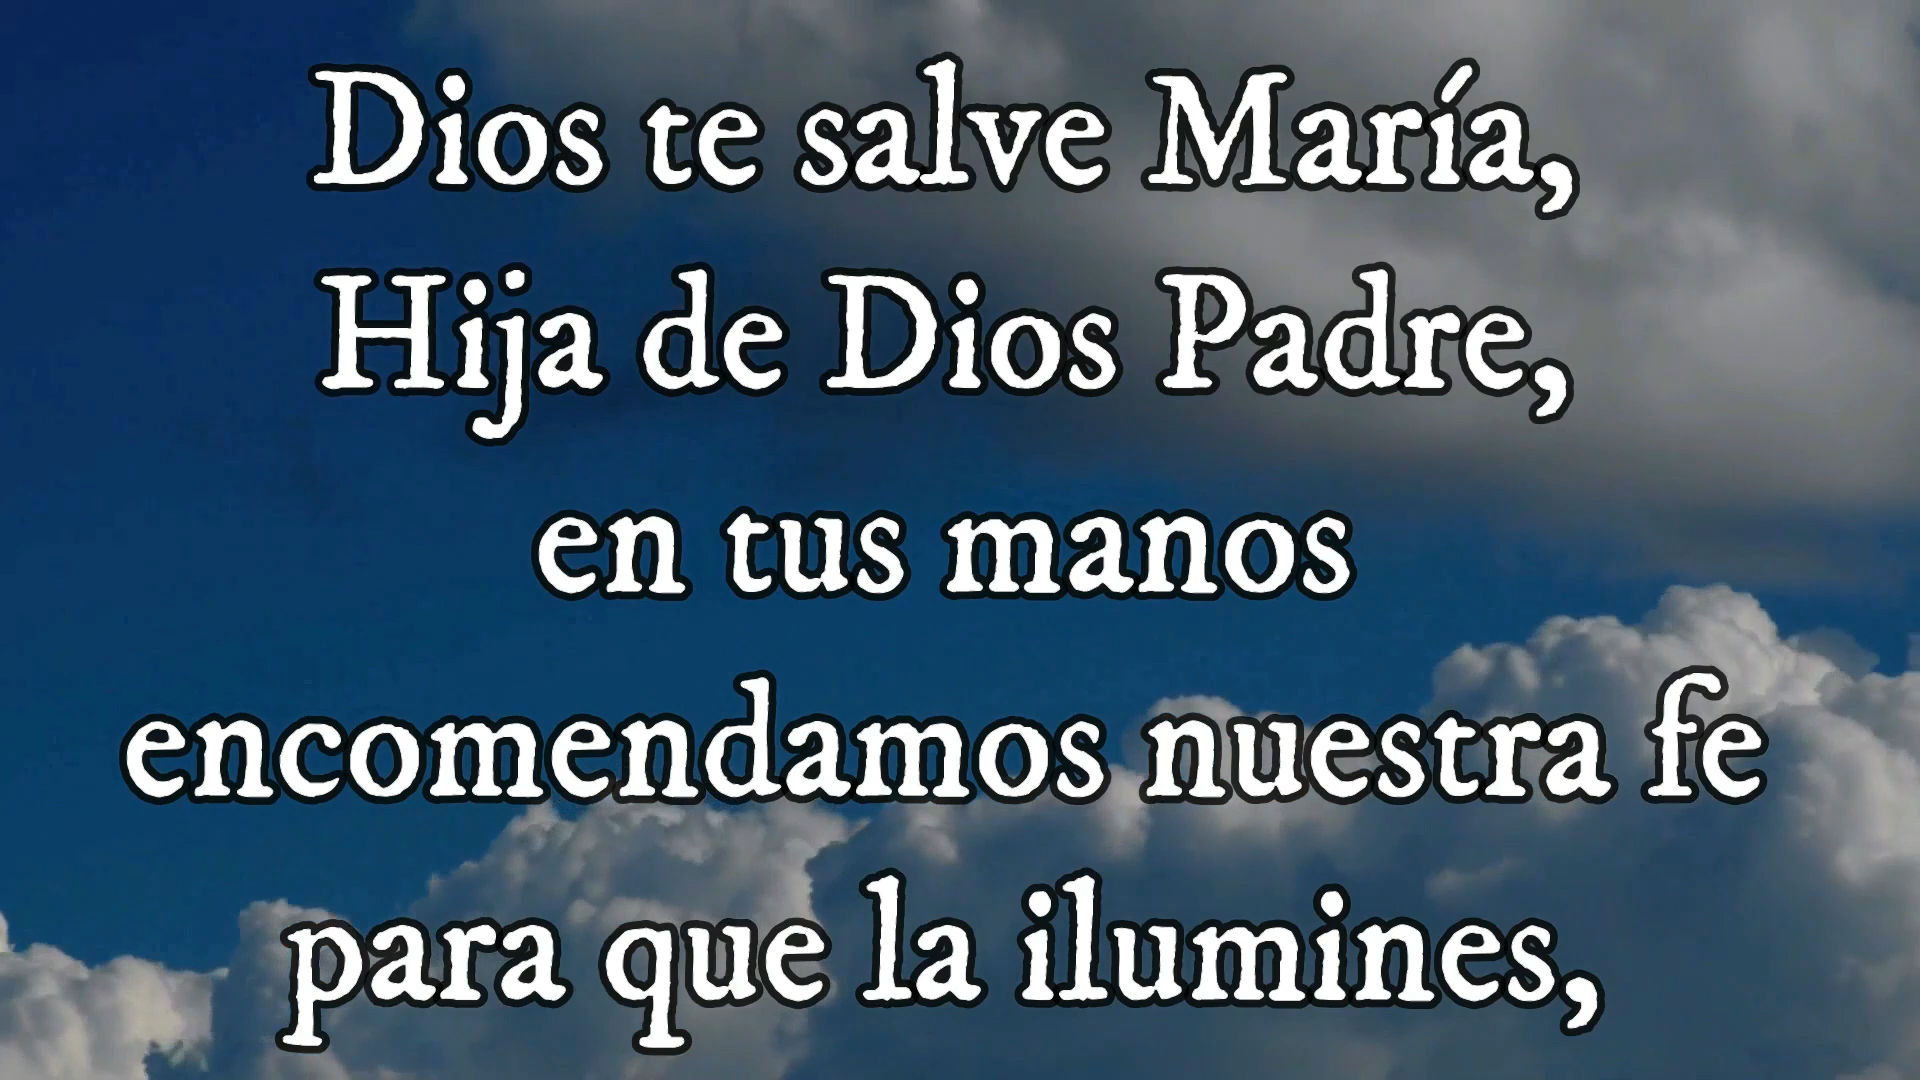 Dios te salve María,
Hija de Dios Padre,
en tus manos
encomendamos nuestra fe
para que la ilumines,